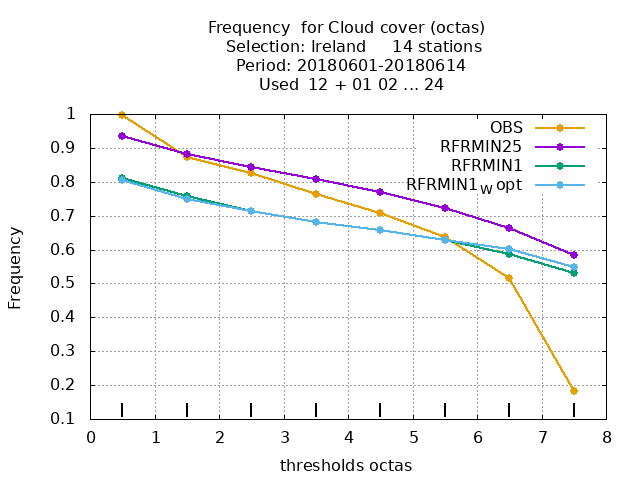 Frequency  for Cloud cover (octas)
Selection: Ireland     14 stations
Period: 20180601-20180614
Used  12 + 01 02 ... 24
OBS
RFRMIN25
RFRMIN1
RFRMIN1w opt
Frequency
1
0.9
0.8
0.7
0.6
0.5
0.4
0.3
0.2
0.1
0 1 2 3 4 5 6 7 8
thresholds octas